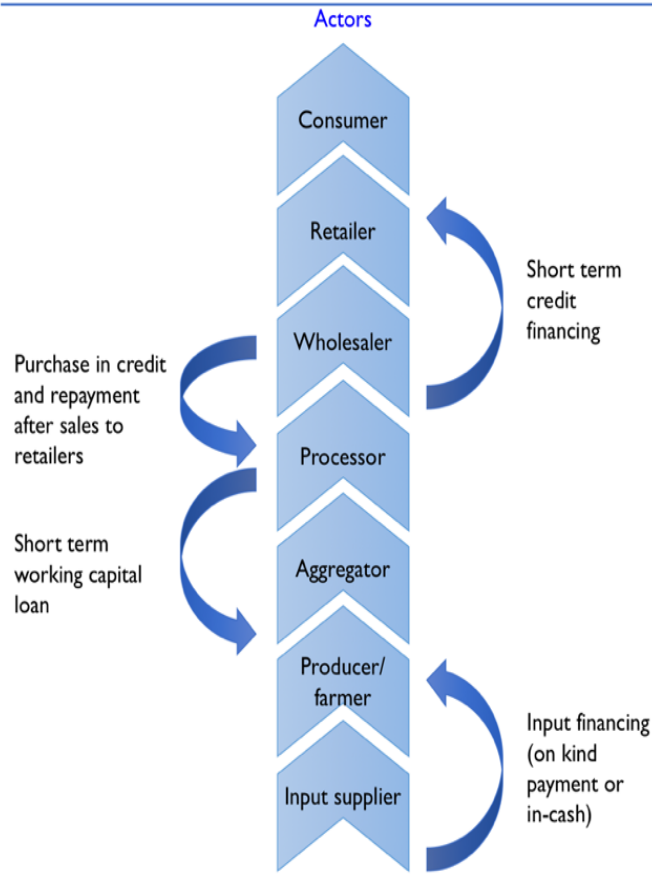 Actors
Consumer
Retailer
Short term
credit
financing
Wholesaler
Purchase in credit
and repayment
after sales to
retailers
Processor
Short term
working capital
loan
Aggregator
Producer/
farmer
Input financing
(on kind
payment or
in-cash)
Input supplier